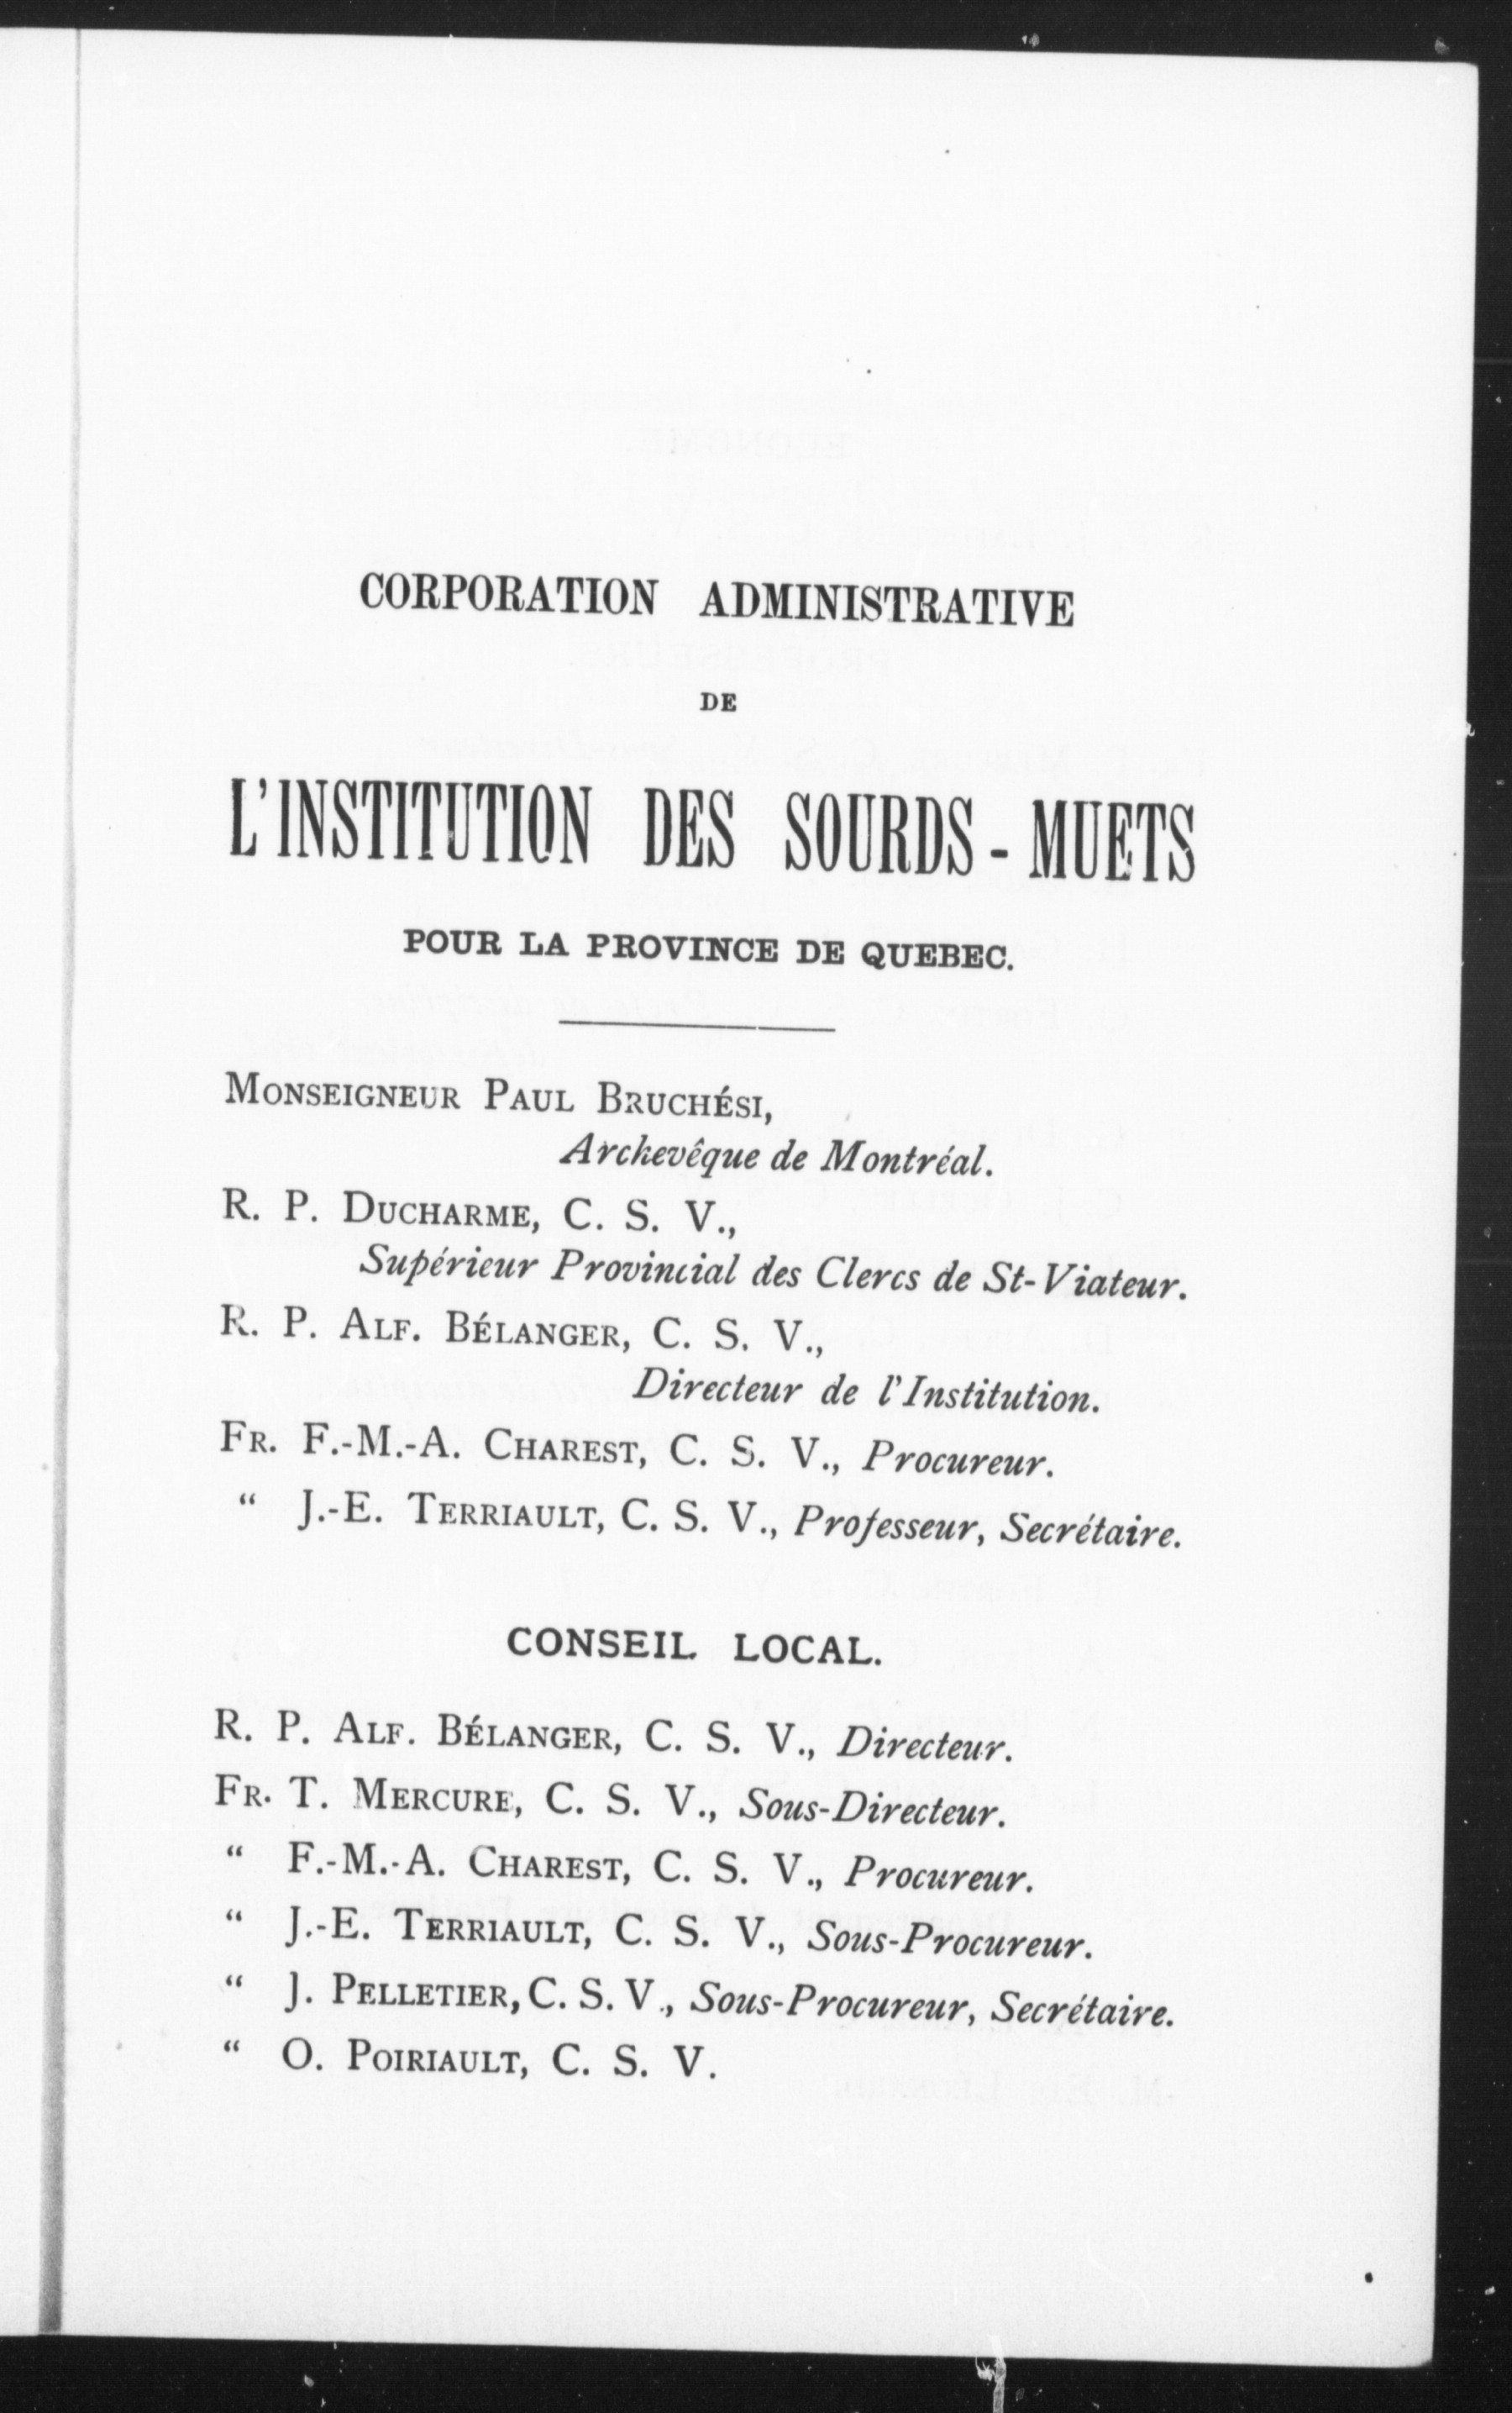 CORPORATION ADMINISTRATIVE
DE
L'INSTITUTION DES SOURDS-MUETS
POUR LA PROVINCE DE QUEBEC.
MONSEIGNEUR PAUL BRUCHÉSI,
Archevêque de Montréal.
R. P. DUCHARME, C. S. V.,
Supérieur Provincial des Clercs de St-Viateur.
R. P. ALF. BÉLANGER, C. S. V.,
Directeur de l'Institution.
FR. F.-M.-A. CHAREST, C. S. V., Procureur.
“ J.-E. TERRIAULT, C. S. V., Professeur, Secrétaire.
CONSEIL LOCAL.
R. P. ALF. BÉLANGER, C. S. V., Directeur.
FR. T. MERCURE, C. S. V., Sous-Directeur.
“ F.-M.-A. CHAREST, C. S. V., Procureur.
“ J.-E. TERRIAULT, C. S. V., Sous-Procureur.
“ J. PELLETIER, C. S. V., Sous-Procureur, Secrétaire.
“ O. POIRIAULT, C. S. V.